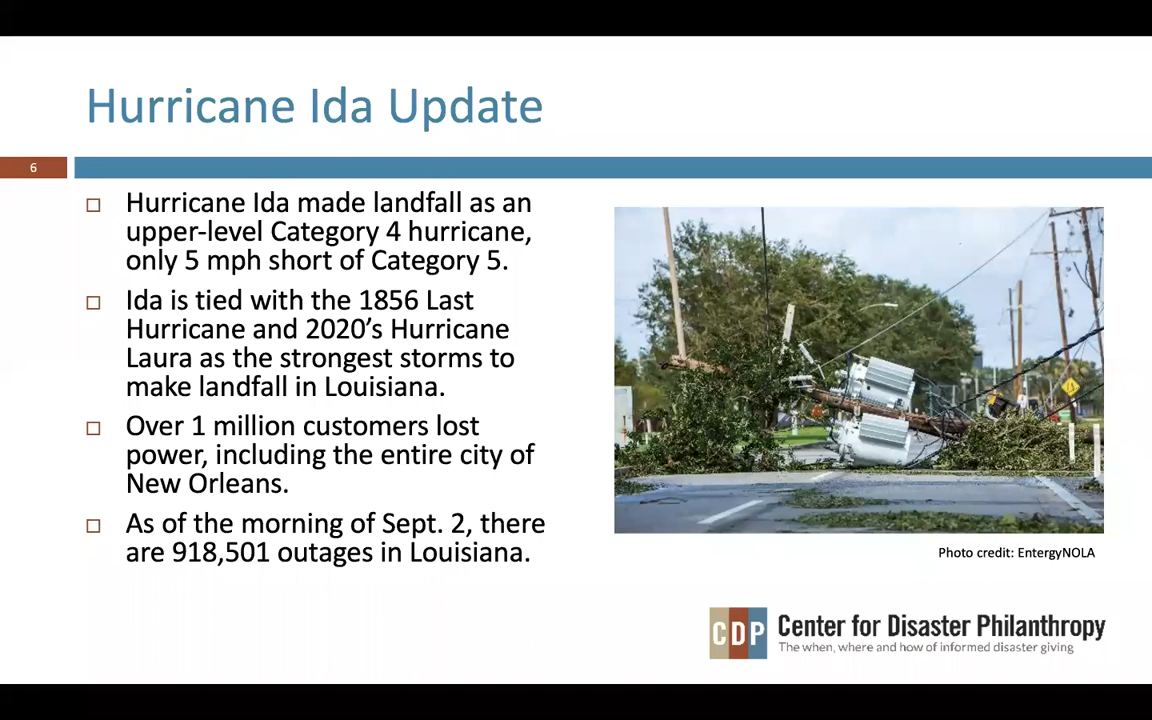 Hurricane Ida Update
6
Hurricane Ida made landfall as an
upper-level Category 4 hurricane,
only 5 mph short of Category 5.
Ida is tied with the 1856 Last
Hurricane and 2020's Hurricane
Laura as the strongest storms to
make landfall in Louisiana.
Over 1 million customers lost
power, including the entire city of
New Orleans.
As of the morning of Sept. 2, there
are 918,501 outages in Louisiana.
Photo credit: EntergyNOLA
CDP Center for Disaster Philanthropy
The when, where and how of informed disaster giving